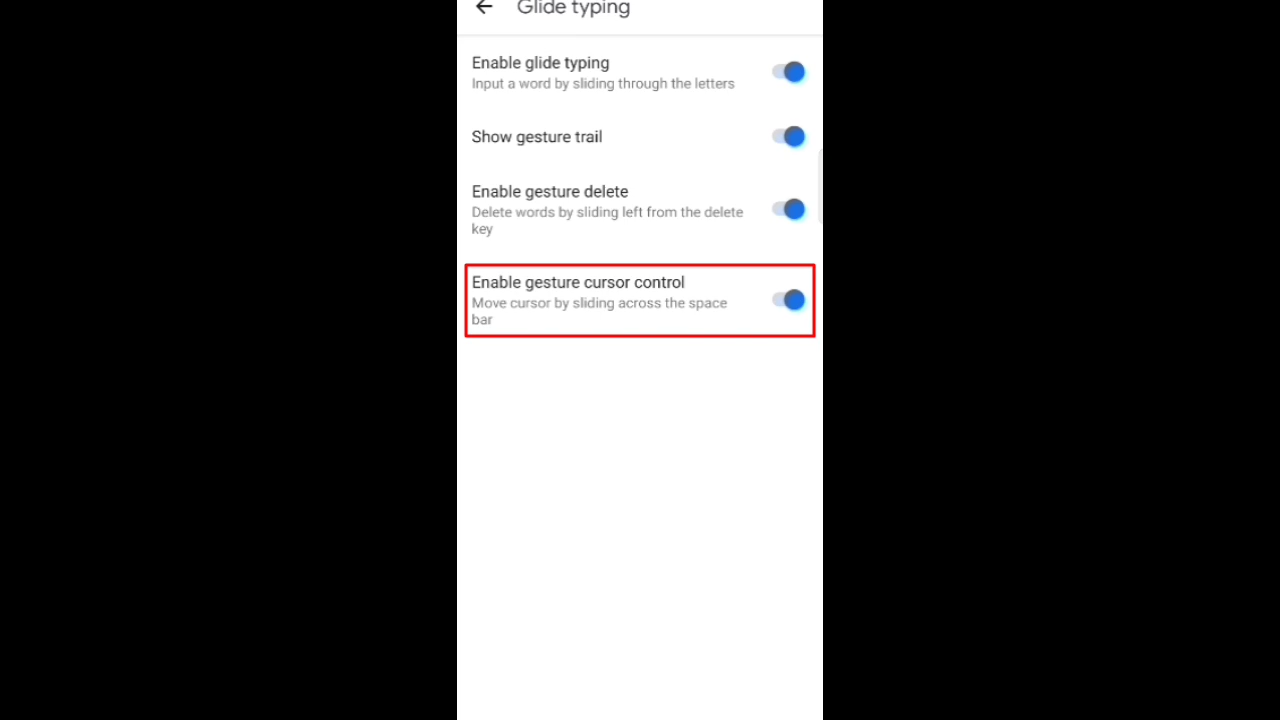 Glide typing
Enable glide typing
Input a word by sliding through the letters
Show gesture trail
Enable gesture delete
Delete words by sliding left from the delete
key
Enable gesture cursor control
Move cursor by sliding across the space
bar